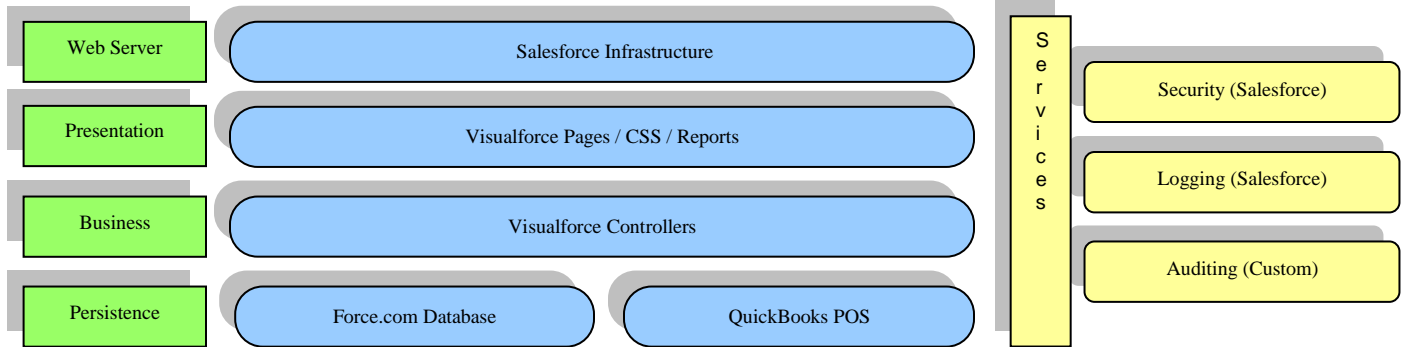 Web Server
Salesforce Infrastructure
Presentation
Visualforce Pages / CSS / Reports
Business
Visualforce Controllers
Persistence
Force.com Database
QuickBooks POS
Services
Security (Salesforce)
Logging (Salesforce)
Auditing (Custom)